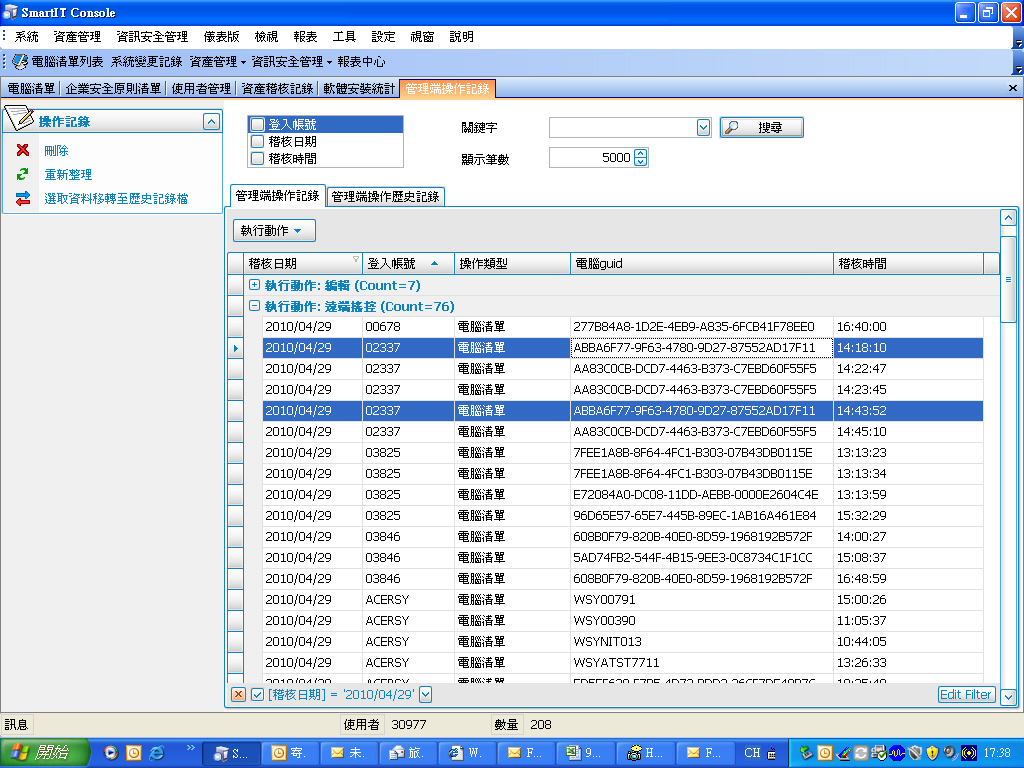 SmartIT Console
系統 資產管理 資訊安全管理 儀表版 檢視 報表 工具 設定 視窗 說明
電腦清單列表 系統變更記錄 資產管理 資訊安全管理 報表中心
電腦清單 企業安全原則清單 使用者管理 資產稽核記錄 軟體安裝統計 管理端操作記錄
操作記錄
刪除
重新整理
選取資料移轉至歷史記錄檔
登入帳號
稽核日期
稽核時間
關鍵字
搜尋
顯示筆數 5000
管理端操作記錄 管理端操作歷史記錄
執行動作
稽核日期 登入帳號 操作類型 電腦guid 稽核時間
執行動作: 編輯 (Count=7)
執行動作: 遠端搖控 (Count=76)
2010/04/29 00678 電腦清單 277B84A8-1D2E-4EB9-A835-6FCB41F78EE0 16:40:00
2010/04/29 02337 電腦清單 ABBA6F77-9F63-4780-9D27-87552AD17F11 14:18:10
2010/04/29 02337 電腦清單 AA83C0CB-DCD7-4463-B373-C7EBD60F55F5 14:22:47
2010/04/29 02337 電腦清單 AA83C0CB-DCD7-4463-B373-C7EBD60F55F5 14:23:45
2010/04/29 02337 電腦清單 ABBA6F77-9F63-4780-9D27-87552AD17F11 14:43:52
2010/04/29 02337 電腦清單 AA83C0CB-DCD7-4463-B373-C7EBD60F55F5 14:45:10
2010/04/29 03825 電腦清單 7FEE1A8B-8F64-4FC1-B303-07B43DB0115E 13:13:23
2010/04/29 03825 電腦清單 7FEE1A8B-8F64-4FC1-B303-07B43DB0115E 13:13:34
2010/04/29 03825 電腦清單 E72084A0-DC08-11DD-AEBB-0000E2604C4E 13:13:59
2010/04/29 03825 電腦清單 96D65E57-65E7-445B-89EC-1AB16A461E84 15:32:29
2010/04/29 03846 電腦清單 608B0F79-820B-40E0-8D59-1968192B572F 14:00:27
2010/04/29 03846 電腦清單 5AD74FB2-544F-4B15-9EE3-0C8734C1F1CC 15:08:37
2010/04/29 03846 電腦清單 608B0F79-820B-40E0-8D59-1968192B572F 16:48:59
2010/04/29 ACERSY 電腦清單 WSY00791 15:00:26
2010/04/29 ACERSY 電腦清單 WSY00390 11:05:37
2010/04/29 ACERSY 電腦清單 WSYNIT013 10:44:05
2010/04/29 ACERSY 電腦清單 WSYATST7711 13:26:33
2010/04/29 ACERSY 電腦清單
[稽核日期] = '2010/04/29' Edit Filter
訊息 使用者 30977 數量 208
開始 S... 寄. 未. 旅. W. F... 9... H... F... CH 17:38